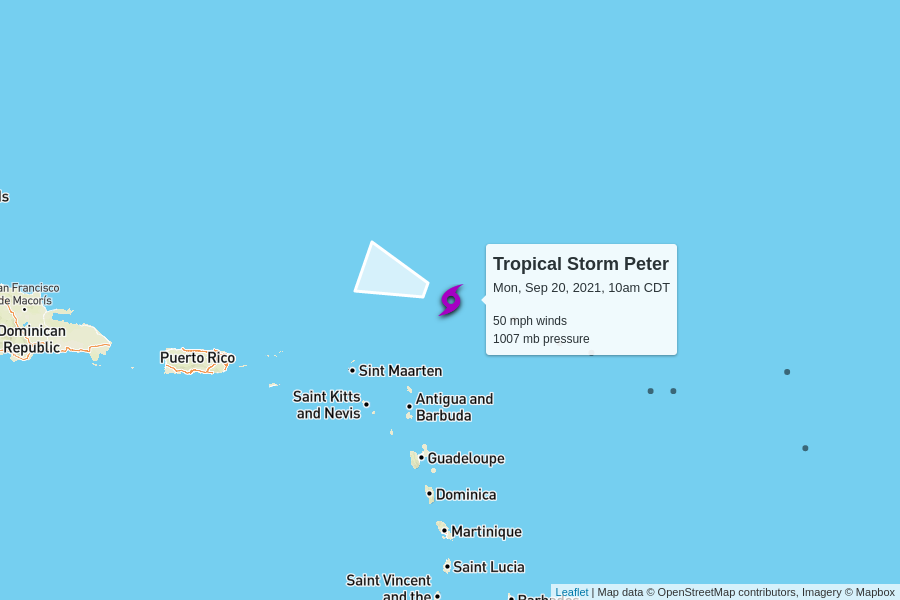 ls
an Francisco
de Macorís
Dominican
Republic
Puerto Rico
Tropical Storm Peter
Mon, Sep 20, 2021, 10am CDT
50 mph winds
1007 mb pressure
Sint Maarten
Saint Kitts
and Nevis
Antigua and
Barbuda
Guadeloupe
Dominica
Martinique
Saint Lucia
Saint Vincent
and the
Barbados
Leaflet | Map data © OpenStreetMap contributors, Imagery © Mapbox